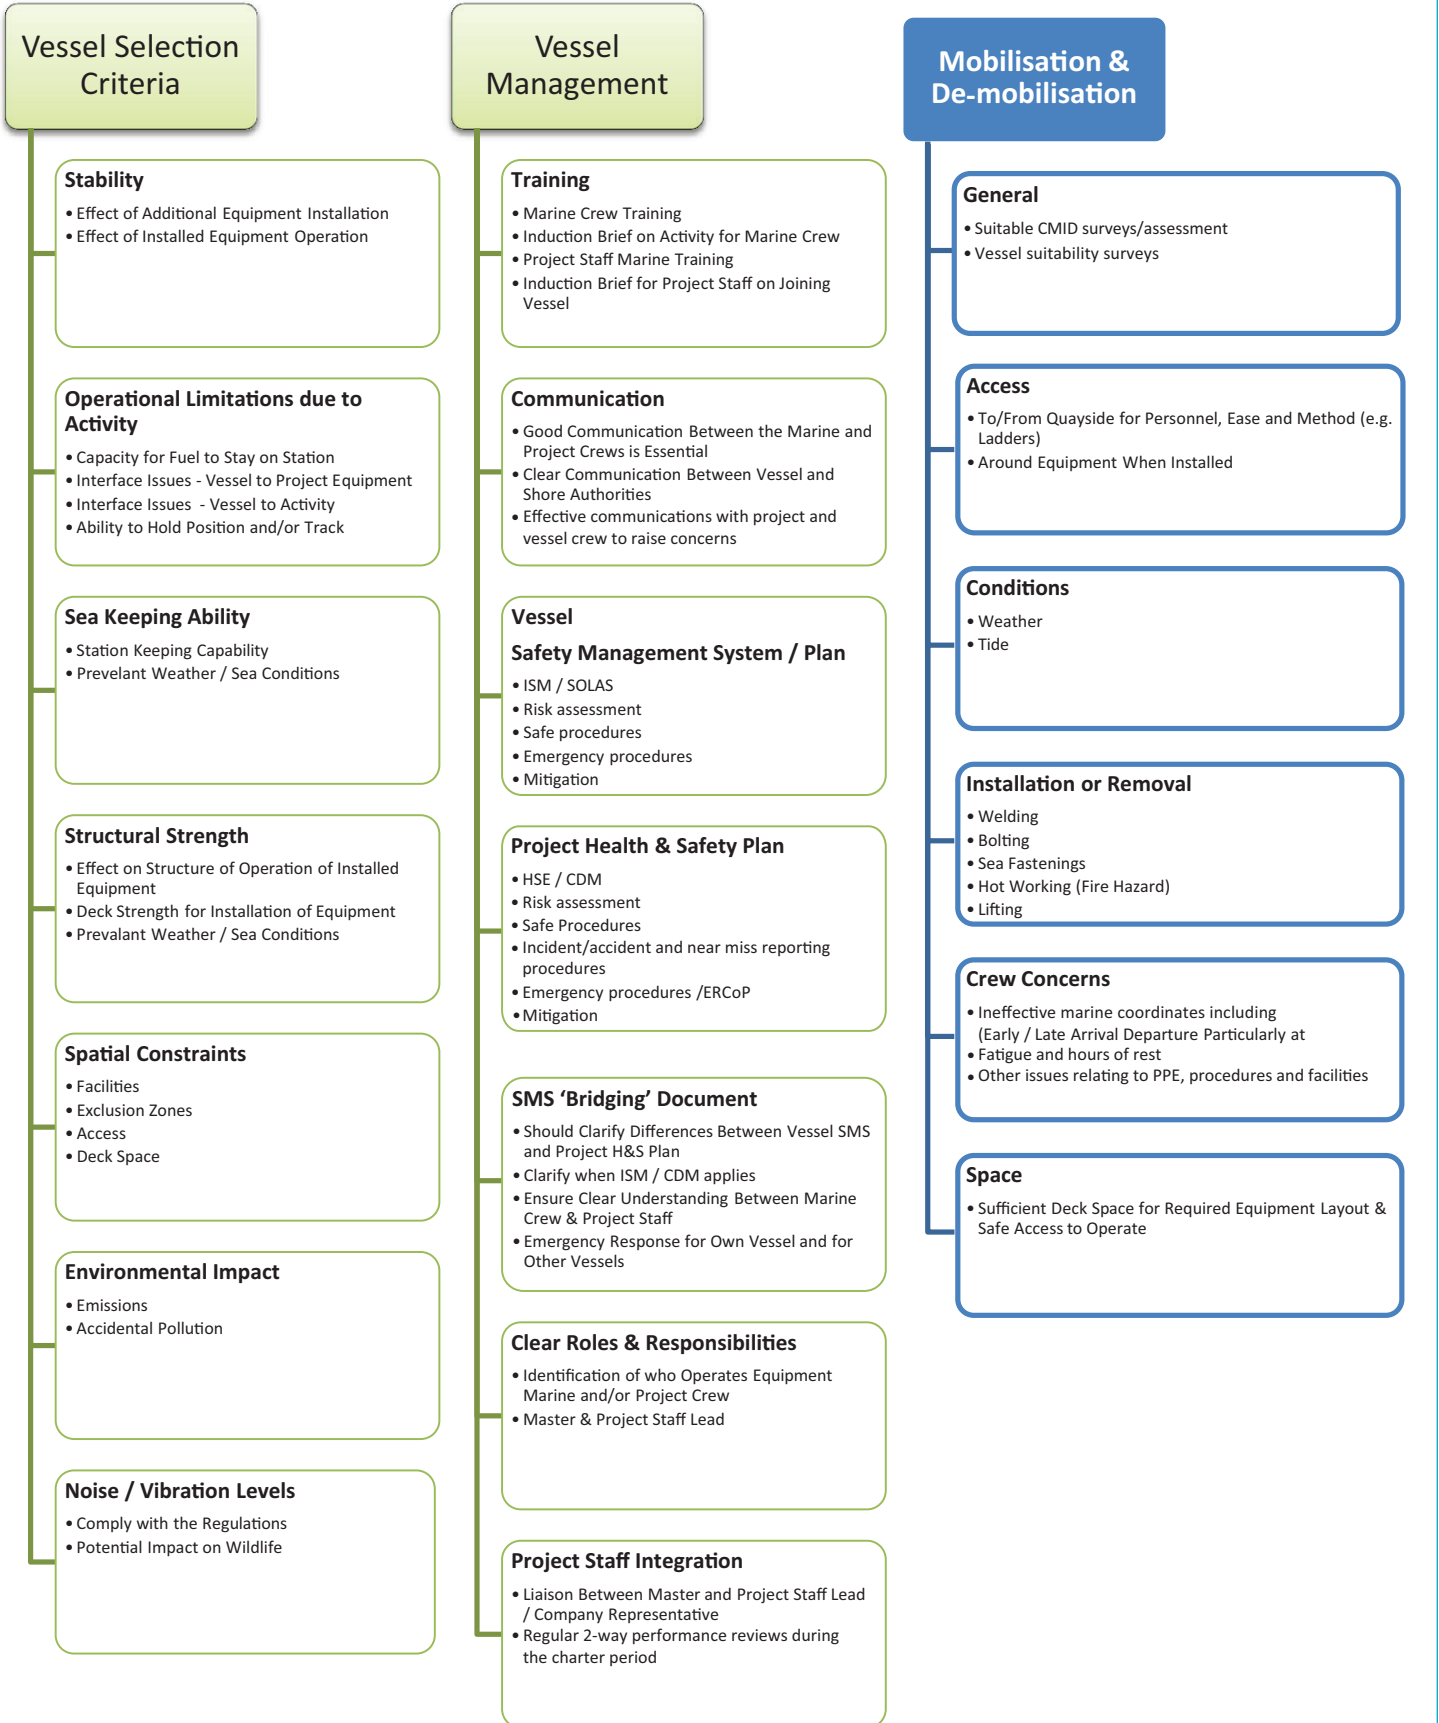 Vessel Selection
Criteria
Stability
• Effect of Additional Equipment Installation
• Effect of Installed Equipment Operation
Operational Limitations due to
Activity
• Capacity for Fuel to Stay on Station
• Interface Issues - Vessel to Project Equipment
• Interface Issues - Vessel to Activity
• Ability to Hold Position and/or Track
Sea Keeping Ability
• Station Keeping Capability
• Prevelant Weather / Sea Conditions
Structural Strength
• Effect on Structure of Operation of Installed
Equipment
• Deck Strength for Installation of Equipment
• Prevalant Weather / Sea Conditions
Spatial Constraints
• Facilities
• Exclusion Zones
• Access
• Deck Space
Environmental Impact
• Emissions
• Accidental Pollution
Noise / Vibration Levels
• Comply with the Regulations
• Potential Impact on Wildlife
Vessel
Management
Training
• Marine Crew Training
• Induction Brief on Activity for Marine Crew
• Project Staff Marine Training
• Induction Brief for Project Staff on Joining
Vessel
Communication
• Good Communication Between the Marine and
Project Crews is Essential
• Clear Communication Between Vessel and
Shore Authorities
• Effective communications with project and
vessel crew to raise concerns
Vessel
Safety Management System / Plan
• ISM / SOLAS
• Risk assessment
• Safe procedures
• Emergency procedures
• Mitigation
Project Health & Safety Plan
• HSE / CDM
• Risk assessment
• Safe Procedures
• Incident/accident and near miss reporting
procedures
• Emergency procedures /ERCoP
• Mitigation
SMS ‘Bridging’ Document
• Should Clarify Differences Between Vessel SMS
and Project H&S Plan
• Clarify when ISM / CDM applies
• Ensure Clear Understanding Between Marine
Crew & Project Staff
• Emergency Response for Own Vessel and for
Other Vessels
Clear Roles & Responsibilities
• Identification of who Operates Equipment
Marine and/or Project Crew
• Master & Project Staff Lead
Project Staff Integration
• Liaison Between Master and Project Staff Lead
/ Company Representative
• Regular 2-way performance reviews during
the charter period
Mobilisation &
De-mobilisation
General
• Suitable CMID surveys/assessment
• Vessel suitability surveys
Access
• To/From Quayside for Personnel, Ease and Method (e.g.
Ladders)
• Around Equipment When Installed
Conditions
• Weather
• Tide
Installation or Removal
• Welding
• Bolting
• Sea Fastenings
• Hot Working (Fire Hazard)
• Lifting
Crew Concerns
• Ineffective marine coordinates including
(Early / Late Arrival Departure Particularly at
• Fatigue and hours of rest
• Other issues relating to PPE, procedures and facilities
Space
• Sufficient Deck Space for Required Equipment Layout &
Safe Access to Operate